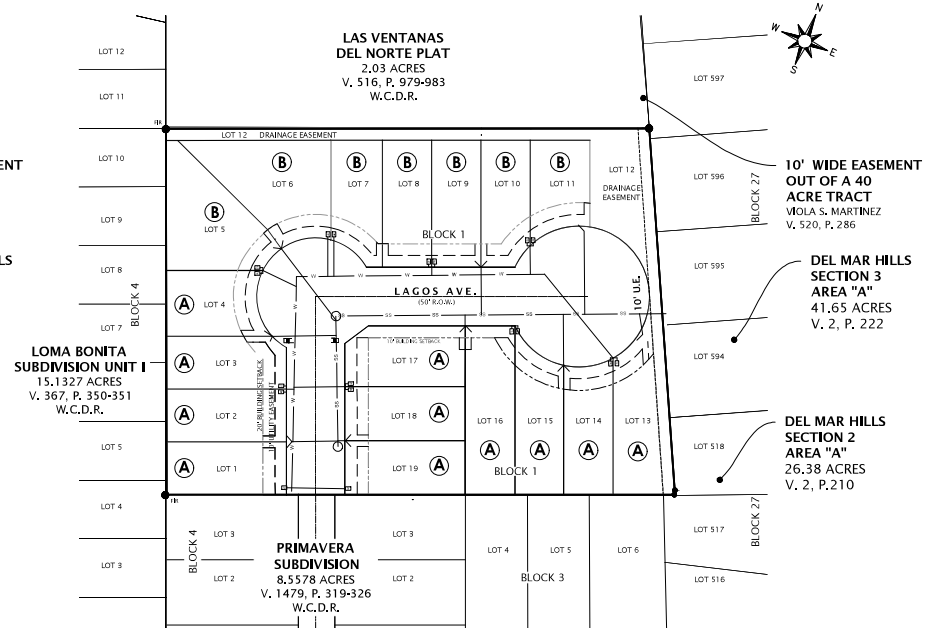 LAS VENTANAS
DEL NORTE PLAT
2.03 ACRES
V. 516, P. 979-983
W.C.D.R.
N
W
E
S
LOT 12
LOT 11
LOT 10
LOT 9
LOT 8
LOT 7
LOT 5
LOT 4
LOT 3
BLOCK 4
ENT
LS
LOMA BONITA
SUBDIVISION UNIT I
15.1327 ACRES
V. 367, P. 350-351
W.C.D.R.
FIR
LOT 12 DRAINAGE EASEMENT
B
LOT 6
B
LOT 7
B
LOT 8
B
LOT 9
B
LOT 10
B
LOT 11
LOT 12
DRAINAGE
EASEMENT
B
LOT 5
BLOCK 1
A
LOT 4
LAGOS AVE.
(50' R.O.W.)
10' U.E.
A
LOT 3
A
LOT 2
A
LOT 1
20' BUILDING SETBACK
10' BUILDING SETBACK
LOT 17
A
LOT 18
A
LOT 19
A
LOT 16
A
LOT 15
A
LOT 14
A
LOT 13
A
BLOCK 1
W
SS
FIR
LOT 597
LOT 596
LOT 595
LOT 594
LOT 518
LOT 517
LOT 516
BLOCK 27
BLOCK 27
10' WIDE EASEMENT
OUT OF A 40
ACRE TRACT
VIOLA S. MARTINEZ
V. 520, P. 286
DEL MAR HILLS
SECTION 3
AREA "A"
41.65 ACRES
V. 2, P. 222
DEL MAR HILLS
SECTION 2
AREA "A"
26.38 ACRES
V. 2, P.210
BLOCK 4
LOT 3
LOT 2
PRIMAVERA
SUBDIVISION
8.5578 ACRES
V. 1479, P. 319-326
W.C.D.R.
LOT 3
LOT 2
LOT 4
LOT 5
LOT 6
BLOCK 3